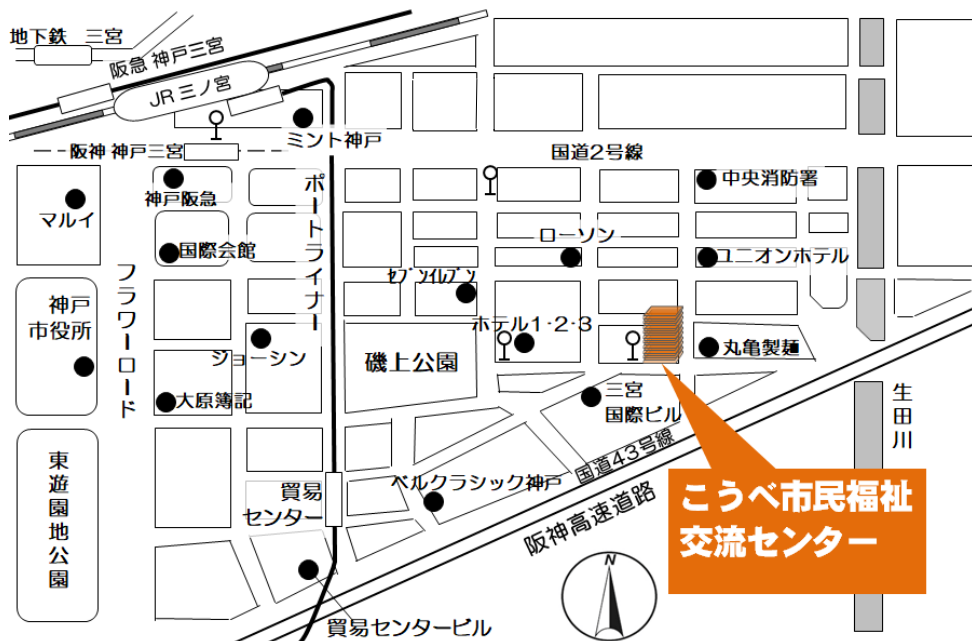 地下鉄 三宮
阪急 神戸三宮
JR 三ノ宮
ミント神戸
阪神 神戸三宮
国道2号線
神戸阪急
マルイ
ポートライナー
中央消防署
国際会館
ローソン
ユニオンホテル
フラワーロード
セブンイレブン
神戸
市役所
ホテル1・2・3
ジョーシン
磯上公園
丸亀製麺
大原簿記
三宮
国際ビル
生田川
国道43号線
東遊園地公園
貿易
センター
ベルクラシック神戸
阪神高速道路
こうべ市民福祉
交流センター
N
貿易センタービル